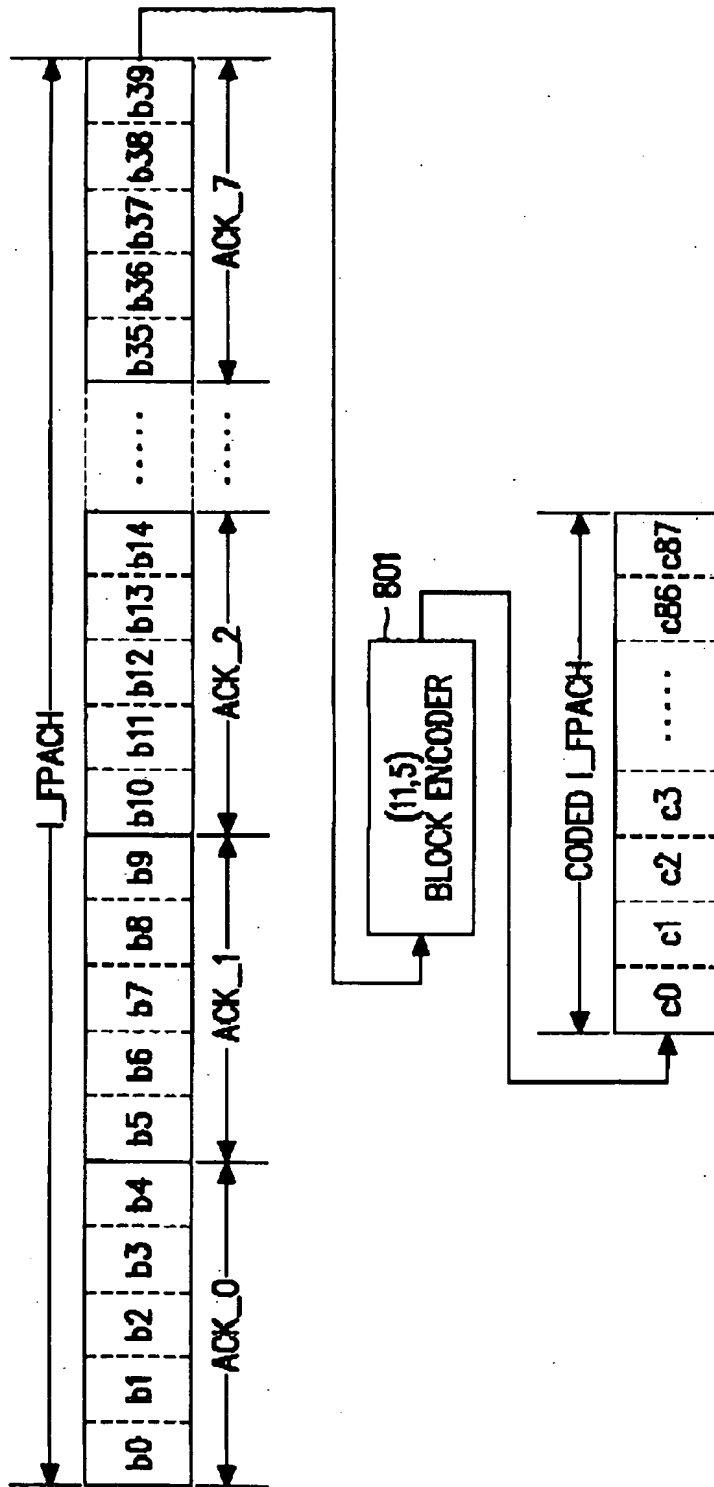 I_FPACH
b0 b1 b2 b3 b4 b5 b6 b7 b8 b9 b10 b11 b12 b13 b14 ..... b35 b36 b37 b38 b39
ACK_0 ACK_1 ACK_2 ..... ACK_7
801
(11,5)
BLOCK ENCODER
CODED I_FPACH
c0 c1 c2 c3 ..... c86 c87